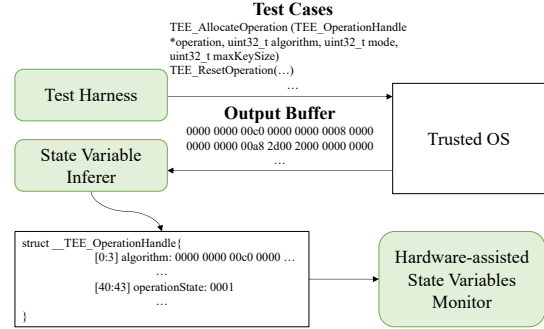 Test Cases
TEE_AllocateOperation (TEE_OperationHandle
*operation, uint32_t algorithm, uint32_t mode,
uint32_t maxKeySize)
TEE_ResetOperation(…)
…
Test Harness
Output Buffer
0000 0000 00c0 0000 0000 0008 0000
0000 0000 00a8 2d00 2000 0000 0000
…
Trusted OS
State Variable
Inferer
struct __TEE_OperationHandle{
[0:3] algorithm: 0000 0000 00c0 0000 …
…
[40:43] operationState: 0001
…
}
Hardware-assisted
State Variables
Monitor